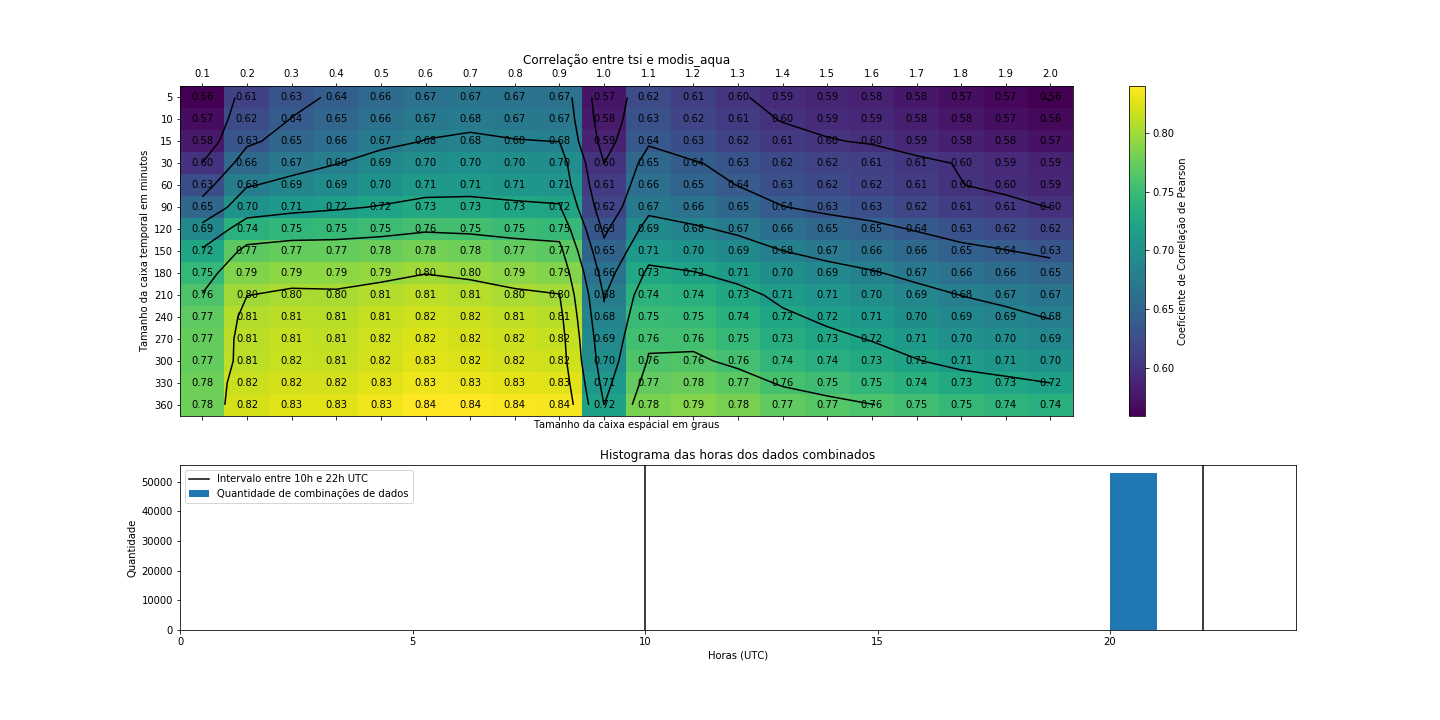 Correlação entre tsi e modis_aqua
0.1 0.2 0.3 0.4 0.5 0.6 0.7 0.8 0.9 1.0 1.1 1.2 1.3 1.4 1.5 1.6 1.7 1.8 1.9 2.0
5 0.56 0.61 0.63 0.64 0.66 0.67 0.67 0.67 0.67 0.57 0.62 0.61 0.60 0.59 0.59 0.58 0.58 0.57 0.57 0.56
10 0.57 0.62 0.64 0.65 0.66 0.67 0.68 0.67 0.67 0.58 0.63 0.62 0.61 0.60 0.59 0.59 0.58 0.58 0.57 0.56
15 0.58 0.63 0.65 0.66 0.67 0.68 0.68 0.68 0.68 0.59 0.64 0.63 0.62 0.61 0.60 0.60 0.59 0.58 0.58 0.57
30 0.60 0.66 0.67 0.68 0.69 0.70 0.70 0.70 0.70 0.60 0.65 0.64 0.63 0.62 0.62 0.61 0.61 0.60 0.59 0.59
60 0.63 0.68 0.69 0.69 0.70 0.71 0.71 0.71 0.71 0.61 0.66 0.65 0.64 0.63 0.62 0.62 0.61 0.60 0.60 0.59
90 0.65 0.70 0.71 0.72 0.72 0.73 0.73 0.73 0.72 0.62 0.67 0.66 0.65 0.64 0.63 0.63 0.62 0.61 0.61 0.60
120 0.69 0.74 0.75 0.75 0.75 0.76 0.75 0.75 0.75 0.63 0.69 0.68 0.67 0.66 0.65 0.65 0.64 0.63 0.62 0.62
150 0.72 0.77 0.77 0.77 0.78 0.78 0.78 0.77 0.77 0.65 0.71 0.70 0.69 0.68 0.67 0.66 0.66 0.65 0.64 0.63
180 0.75 0.79 0.79 0.79 0.79 0.80 0.80 0.79 0.79 0.66 0.73 0.72 0.71 0.70 0.69 0.68 0.67 0.66 0.66 0.65
210 0.76 0.80 0.80 0.80 0.81 0.81 0.81 0.80 0.80 0.68 0.74 0.74 0.73 0.71 0.71 0.70 0.69 0.68 0.67 0.67
240 0.77 0.81 0.81 0.81 0.81 0.82 0.82 0.81 0.81 0.68 0.75 0.75 0.74 0.72 0.72 0.71 0.70 0.69 0.69 0.68
270 0.77 0.81 0.81 0.81 0.82 0.82 0.82 0.82 0.82 0.69 0.76 0.76 0.75 0.73 0.73 0.72 0.71 0.70 0.70 0.69
300 0.77 0.81 0.82 0.82 0.82 0.83 0.82 0.82 0.82 0.70 0.76 0.76 0.76 0.74 0.74 0.73 0.72 0.71 0.71 0.70
330 0.78 0.82 0.82 0.82 0.83 0.83 0.83 0.83 0.83 0.71 0.77 0.78 0.77 0.76 0.75 0.75 0.74 0.73 0.73 0.72
360 0.78 0.82 0.83 0.83 0.83 0.84 0.84 0.84 0.84 0.72 0.78 0.79 0.78 0.77 0.77 0.76 0.75 0.75 0.74 0.74
Tamanho da caixa temporal em minutos
Tamanho da caixa espacial em graus
0.80
0.75
0.70
0.65
0.60
Coeficiente de Correlação de Pearson
Histograma das horas dos dados combinados
Intervalo entre 10h e 22h UTC
Quantidade de combinações de dados
50000
40000
30000
20000
10000
0
Quantidade
0 5 10 15 20
Horas (UTC)